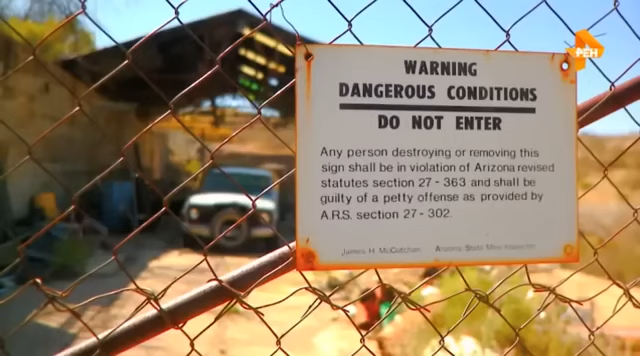 РЕН
WARNING
DANGEROUS CONDITIONS
DO NOT ENTER
Any person destroying or removing this
sign shall be in violation of Arizona revised
statutes section 27 - 363 and shall be
guilty of a petty offense as provided by
A.R.S. section 27 - 302.
James H McCutchan Arizona State Mine Inspector